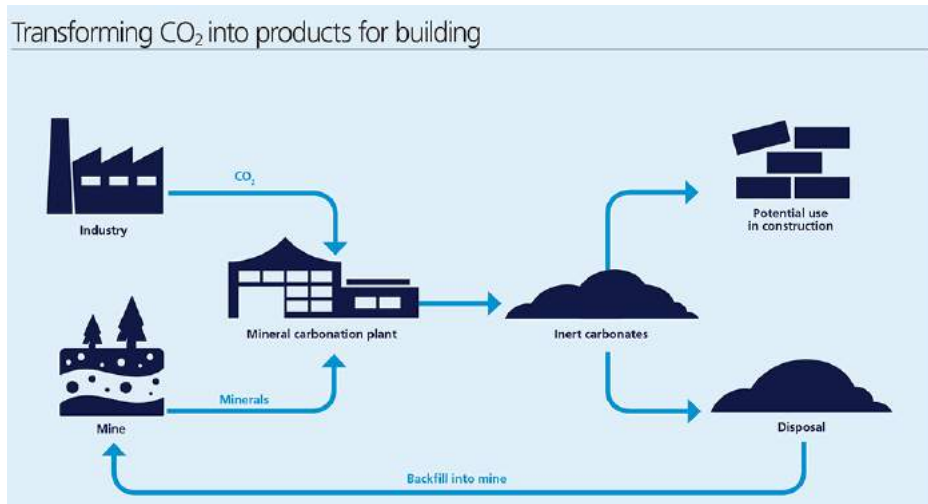 Transforming CO₂ into products for building
CO₂
Industry
Potential use
in construction
Mineral carbonation plant
Inert carbonates
Minerals
Mine
Disposal
Backfill into mine